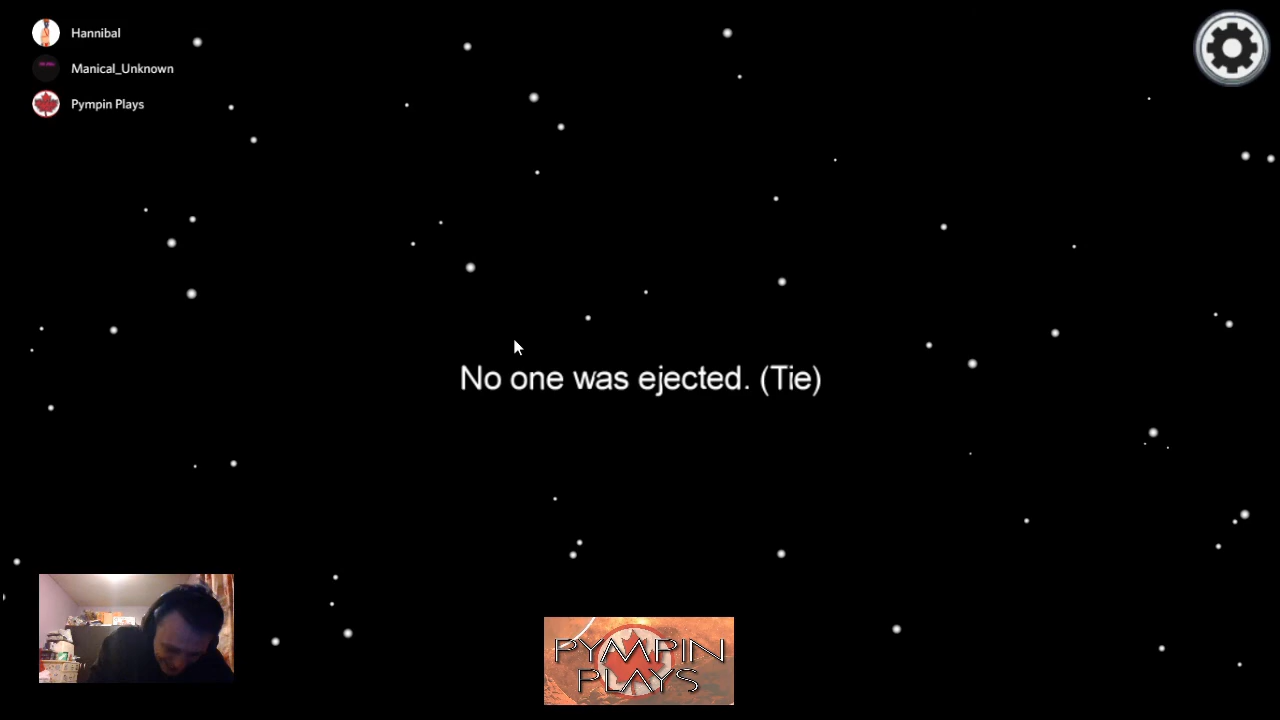 Hannibal
Manical_Unknown
Pympin Plays
No one was ejected. (Tie)
PYMPIN
PLAYS